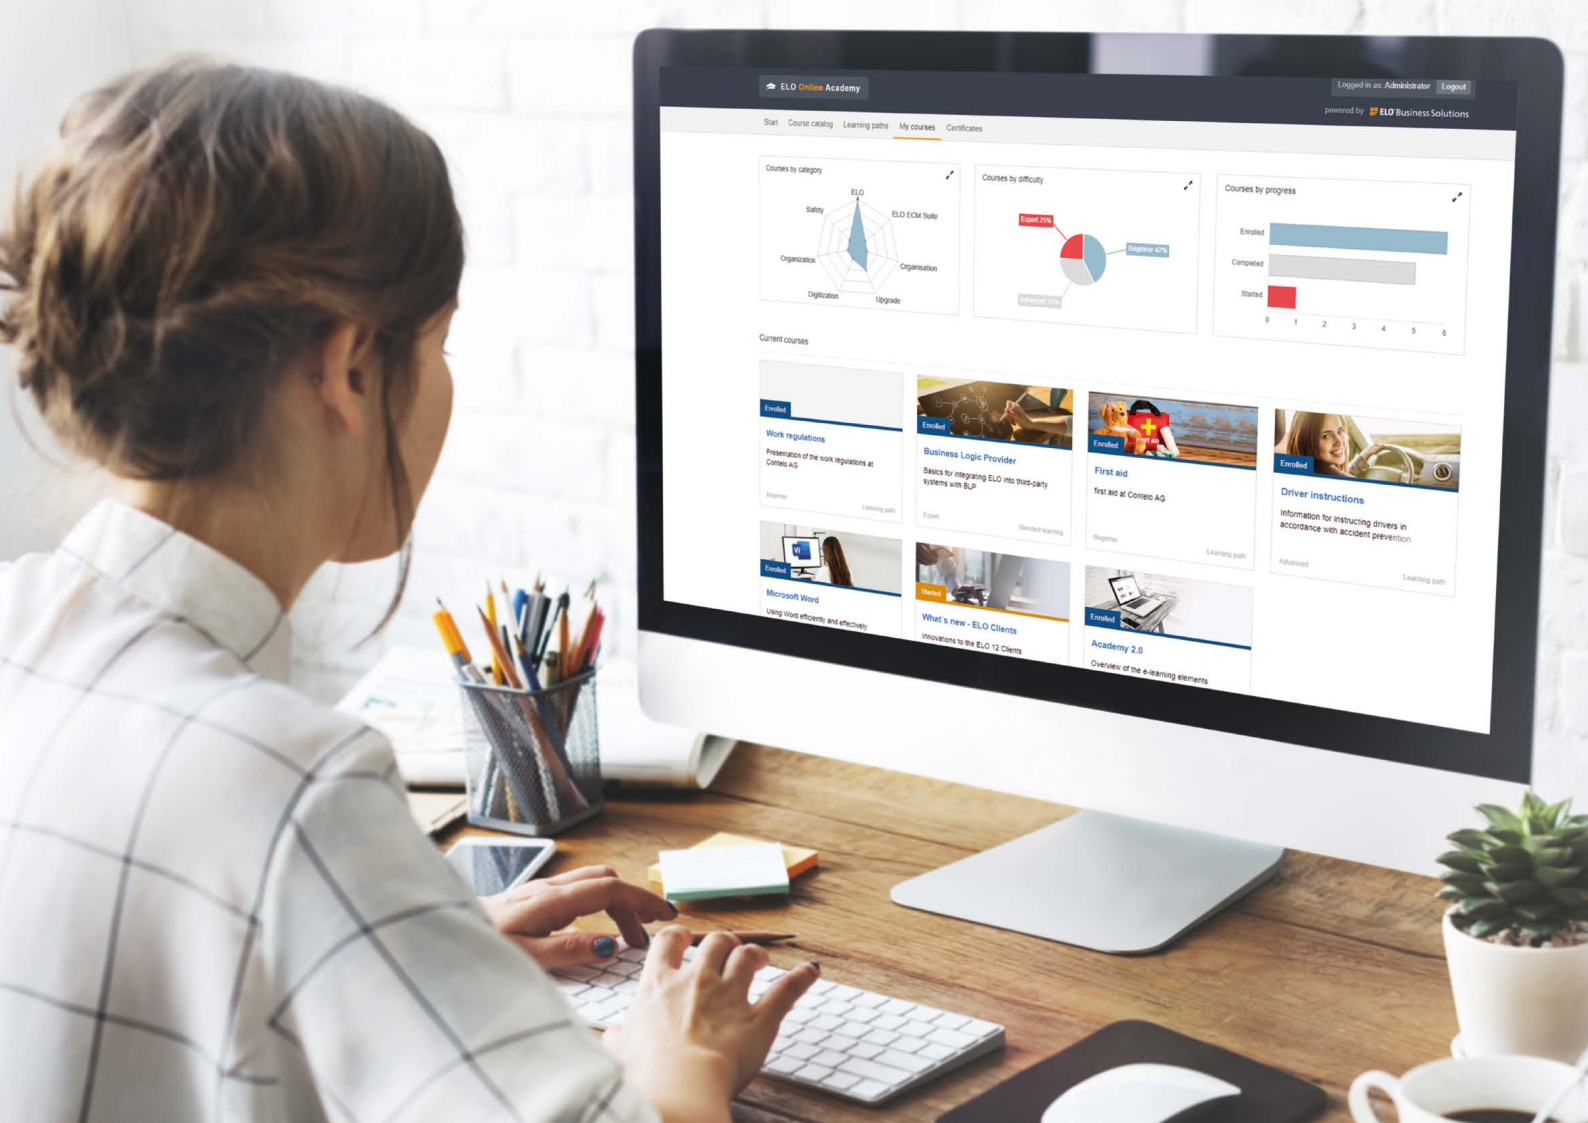 ELO Online Academy
Logged in as: Administrator Logout
powered by ELO Business Solutions
Start Course catalog Learning paths My courses Certificates
Courses by category
ELO
ELO ECM Suite
Organisation
Upgrade
Digitization
Organization
Safety
Courses by difficulty
Expert 25%
Beginner 42%
Advanced 33%
Courses by progress
Enrolled
Completed
Started
0 1 2 3 4 5 6
Current courses
Enrolled
Work regulations
Presentation of the work regulations at
Contelo AG
Beginner
Learning path
Enrolled
Business Logic Provider
Basics for integrating ELO into third-party
systems with BLP
Expert
Blended learning
FIRST AID
Enrolled
First aid
first aid at Contelo AG
Beginner
Learning path
Enrolled
Driver instructions
Information for instructing drivers in
accordance with accident prevention
Advanced
Learning path
W
Enrolled
Microsoft Word
Using Word efficiently and effectively
Started
What´s new - ELO Clients
Innovations to the ELO 12 Clients
Enrolled
Academy 2.0
Overview of the e-learning elements